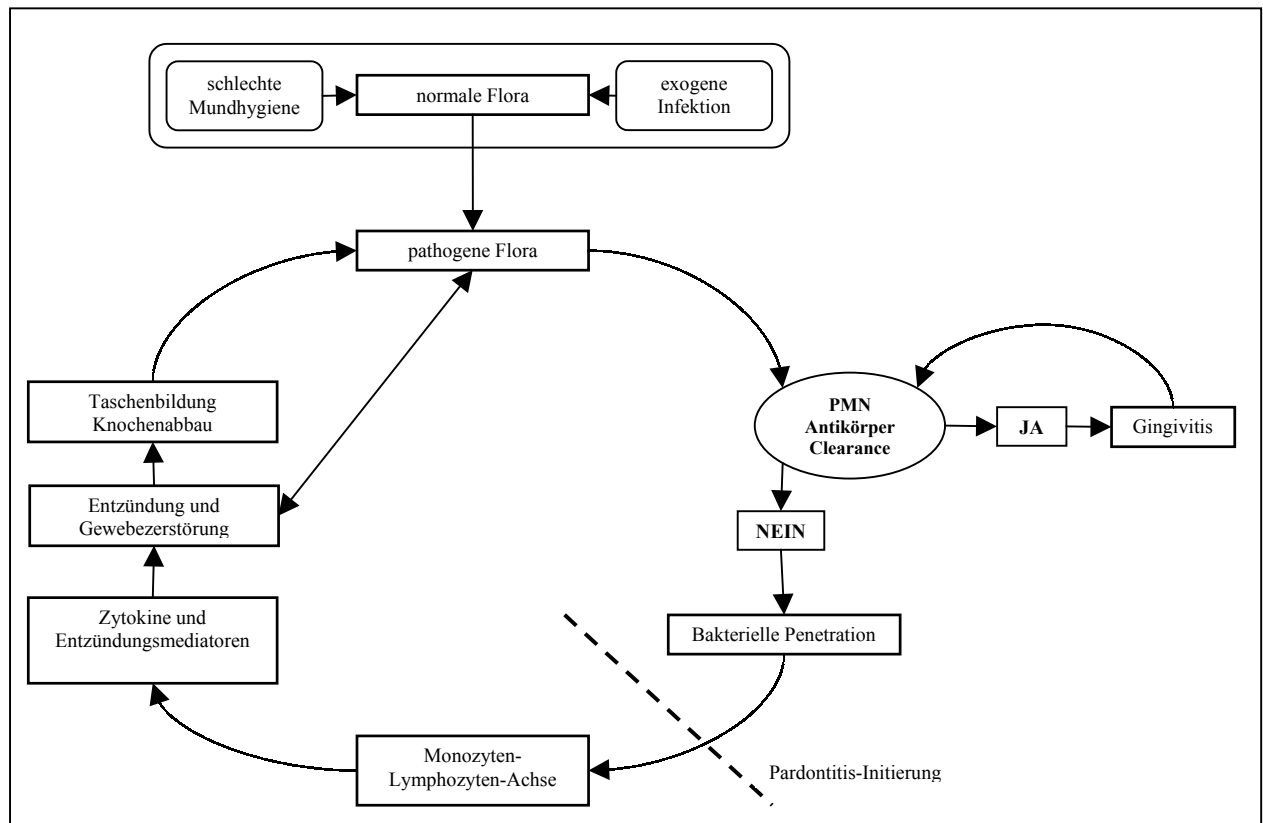 schlechte
Mundhygiene
normale Flora
exogene
Infektion
pathogene Flora
Taschenbildung
Knochenabbau
PMN
Antikörper
Clearance
JA
Gingivitis
Entzündung und
Gewebezerstörung
NEIN
Zytokine und
Entzündungsmediatoren
Bakterielle Penetration
Monozyten-
Lymphozyten-Achse
Pardontitis-Initierung